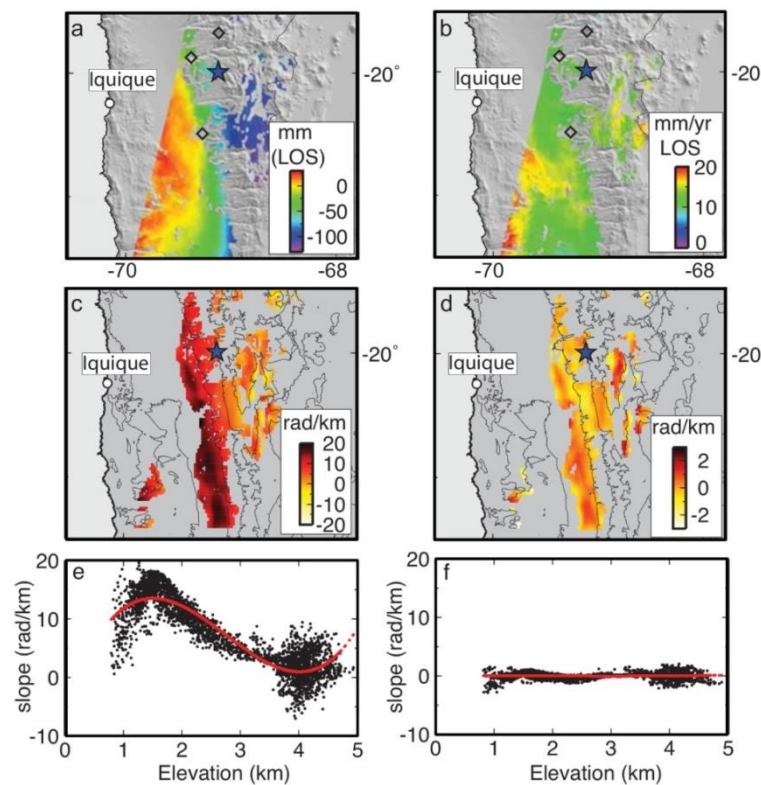 a
Iquique
mm
(LOS)
0
-50
-100
-70
-68
-20°
b
Iquique
mm/yr
LOS
20
10
0
-70
-68
c
Iquique
rad/km
20
10
0
-10
-20
-20°
d
Iquique
rad/km
2
0
-2
-20°
e
20
10
0
-10
slope (rad/km)
0 1 2 3 4 5
Elevation (km)
f
20
10
0
-10
slope (rad/km)
0 1 2 3 4 5
Elevation (km)